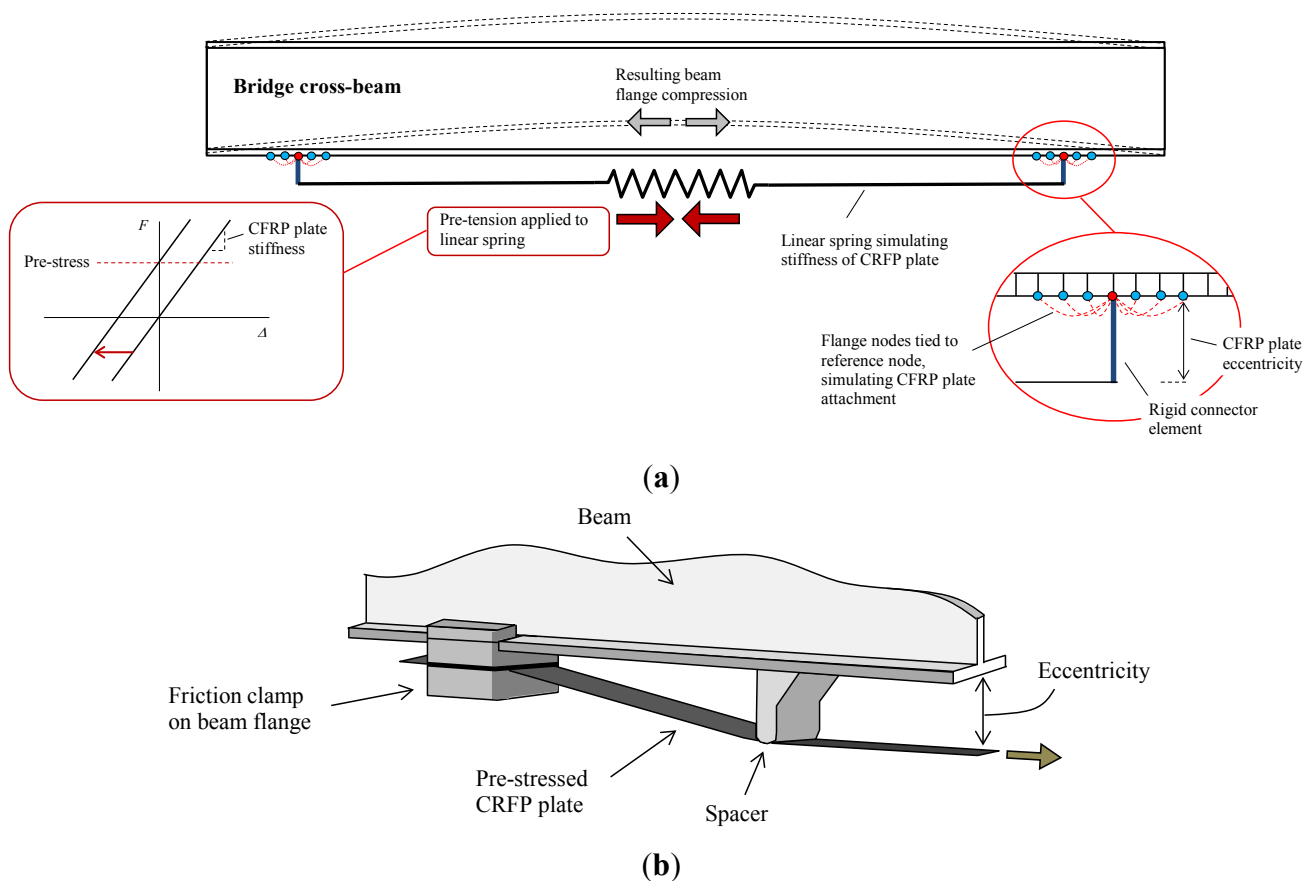 Bridge cross-beam
Resulting beam
flange compression
F
CFRP plate
stiffness
Pre-stress
Δ
Pre-tension applied to
linear spring
Linear spring simulating
stiffness of CRFP plate
Flange nodes tied to
reference node,
simulating CFRP plate
attachment
CFRP plate
eccentricity
Rigid connector
element
(a)
Beam
Eccentricity
Friction clamp
on beam flange
Pre-stressed
CRFP plate
Spacer
(b)